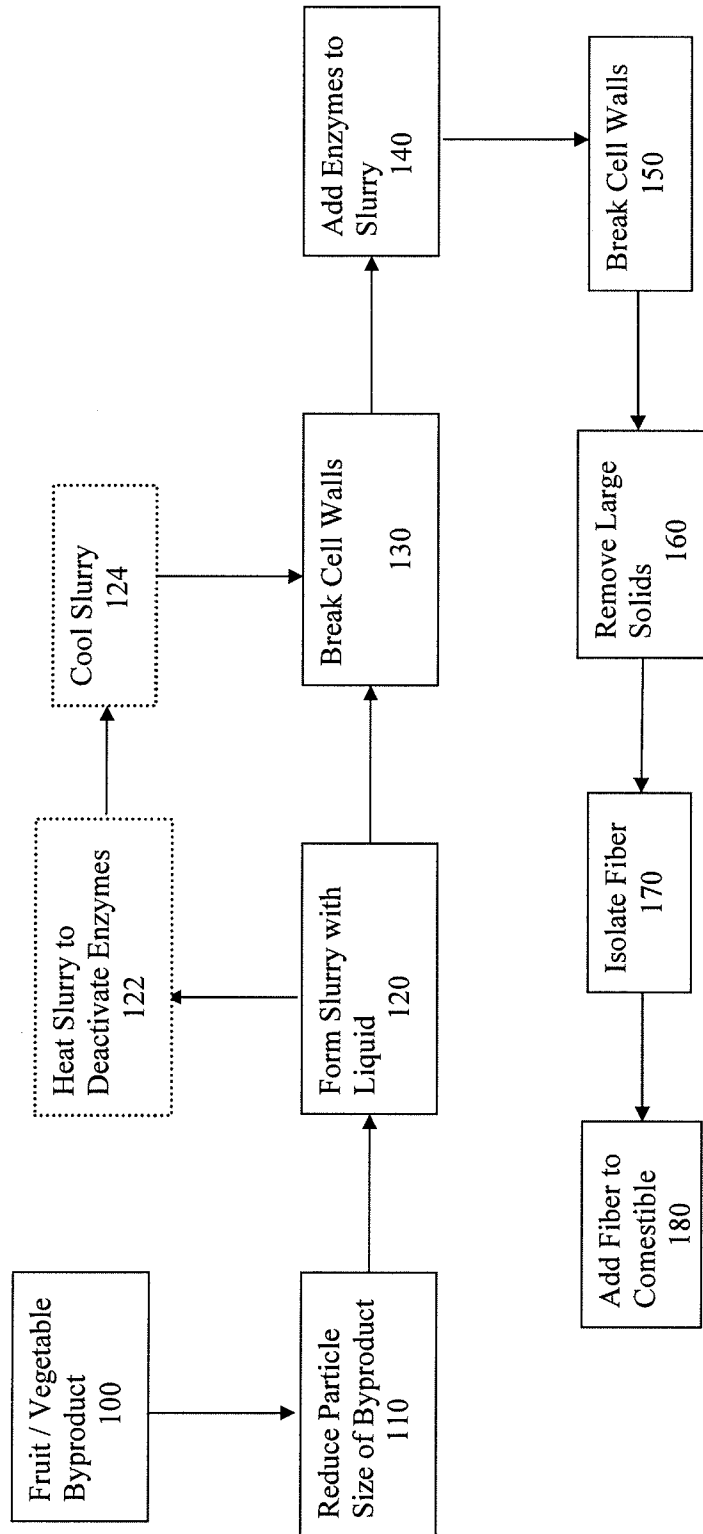 Fruit / Vegetable
Byproduct
100
Reduce Particle
Size of Byproduct
110
Form Slurry with
Liquid
120
Heat Slurry to
Deactivate Enzymes
122
Cool Slurry
124
Break Cell Walls
130
Add Enzymes to
Slurry
140
Break Cell Walls
150
Remove Large
Solids
160
Isolate Fiber
170
Add Fiber to
Comestible
180